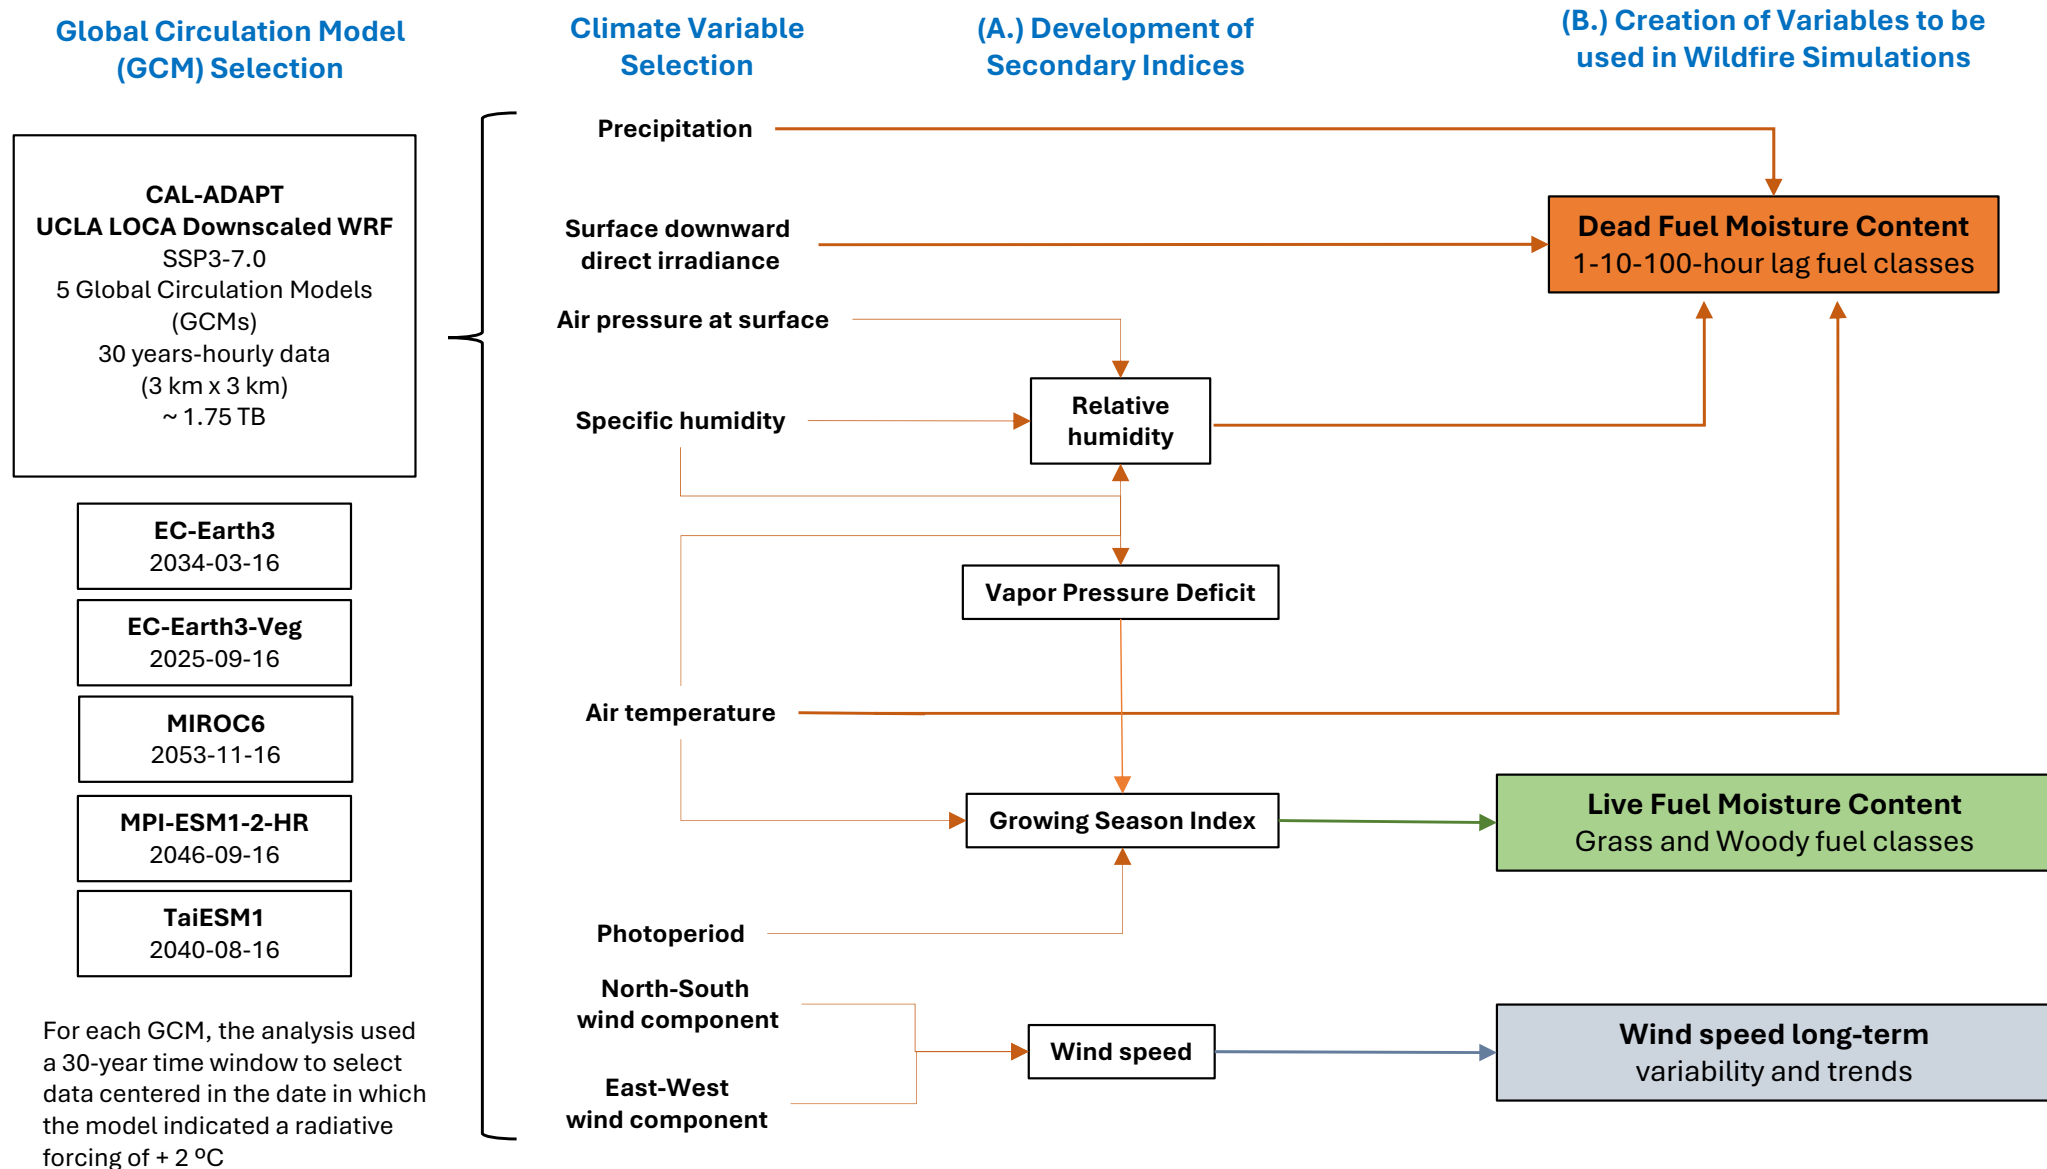 Global Circulation Model
(GCM) Selection
Climate Variable
Selection
(A.) Development of
Secondary Indices
(B.) Creation of Variables to be
used in Wildfire Simulations
CAL-ADAPT
UCLA LOCA Downscaled WRF
SSP3-7.0
5 Global Circulation Models
(GCMs)
30 years-hourly data
(3 km x 3 km)
~ 1.75 TB
EC-Earth3
2034-03-16
EC-Earth3-Veg
2025-09-16
MIROC6
2053-11-16
MPI-ESM1-2-HR
2046-09-16
TaiESM1
2040-08-16
For each GCM, the analysis used
a 30-year time window to select
data centered in the date in which
the model indicated a radiative
forcing of + 2 ºC
Precipitation
Surface downward
direct irradiance
Air pressure at surface
Specific humidity
Air temperature
Photoperiod
North-South
wind component
East-West
wind component
Relative
humidity
Vapor Pressure Deficit
Growing Season Index
Wind speed
Dead Fuel Moisture Content
1-10-100-hour lag fuel classes
Live Fuel Moisture Content
Grass and Woody fuel classes
Wind speed long-term
variability and trends